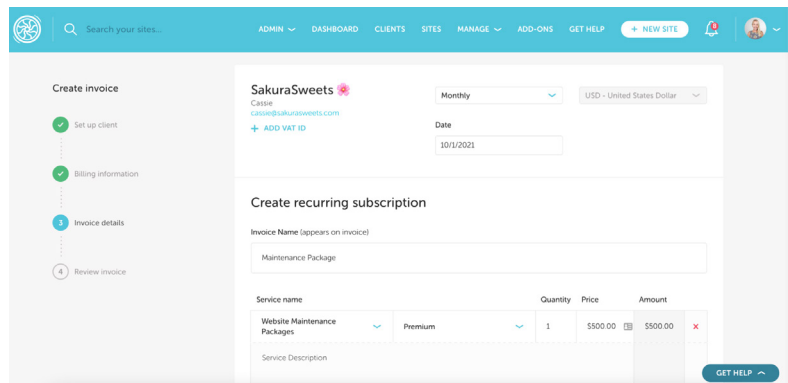 Search your sites...
ADMIN DASHBOARD CLIENTS SITES MANAGE ADD-ONS GET HELP + NEW SITE
Create invoice
Set up client
Billing information
3 Invoice details
4 Review invoice
SakuraSweets
Cassie
cassie@sakurasweets.com
+ ADD VAT ID
Monthly
USD - United States Dollar
Date
10/1/2021
Create recurring subscription
Invoice Name (appears on invoice)
Maintenance Package
Service name Quantity Price Amount
Website Maintenance
Packages
Premium 1 $500.00 $500.00 x
Service Description
GET HELP